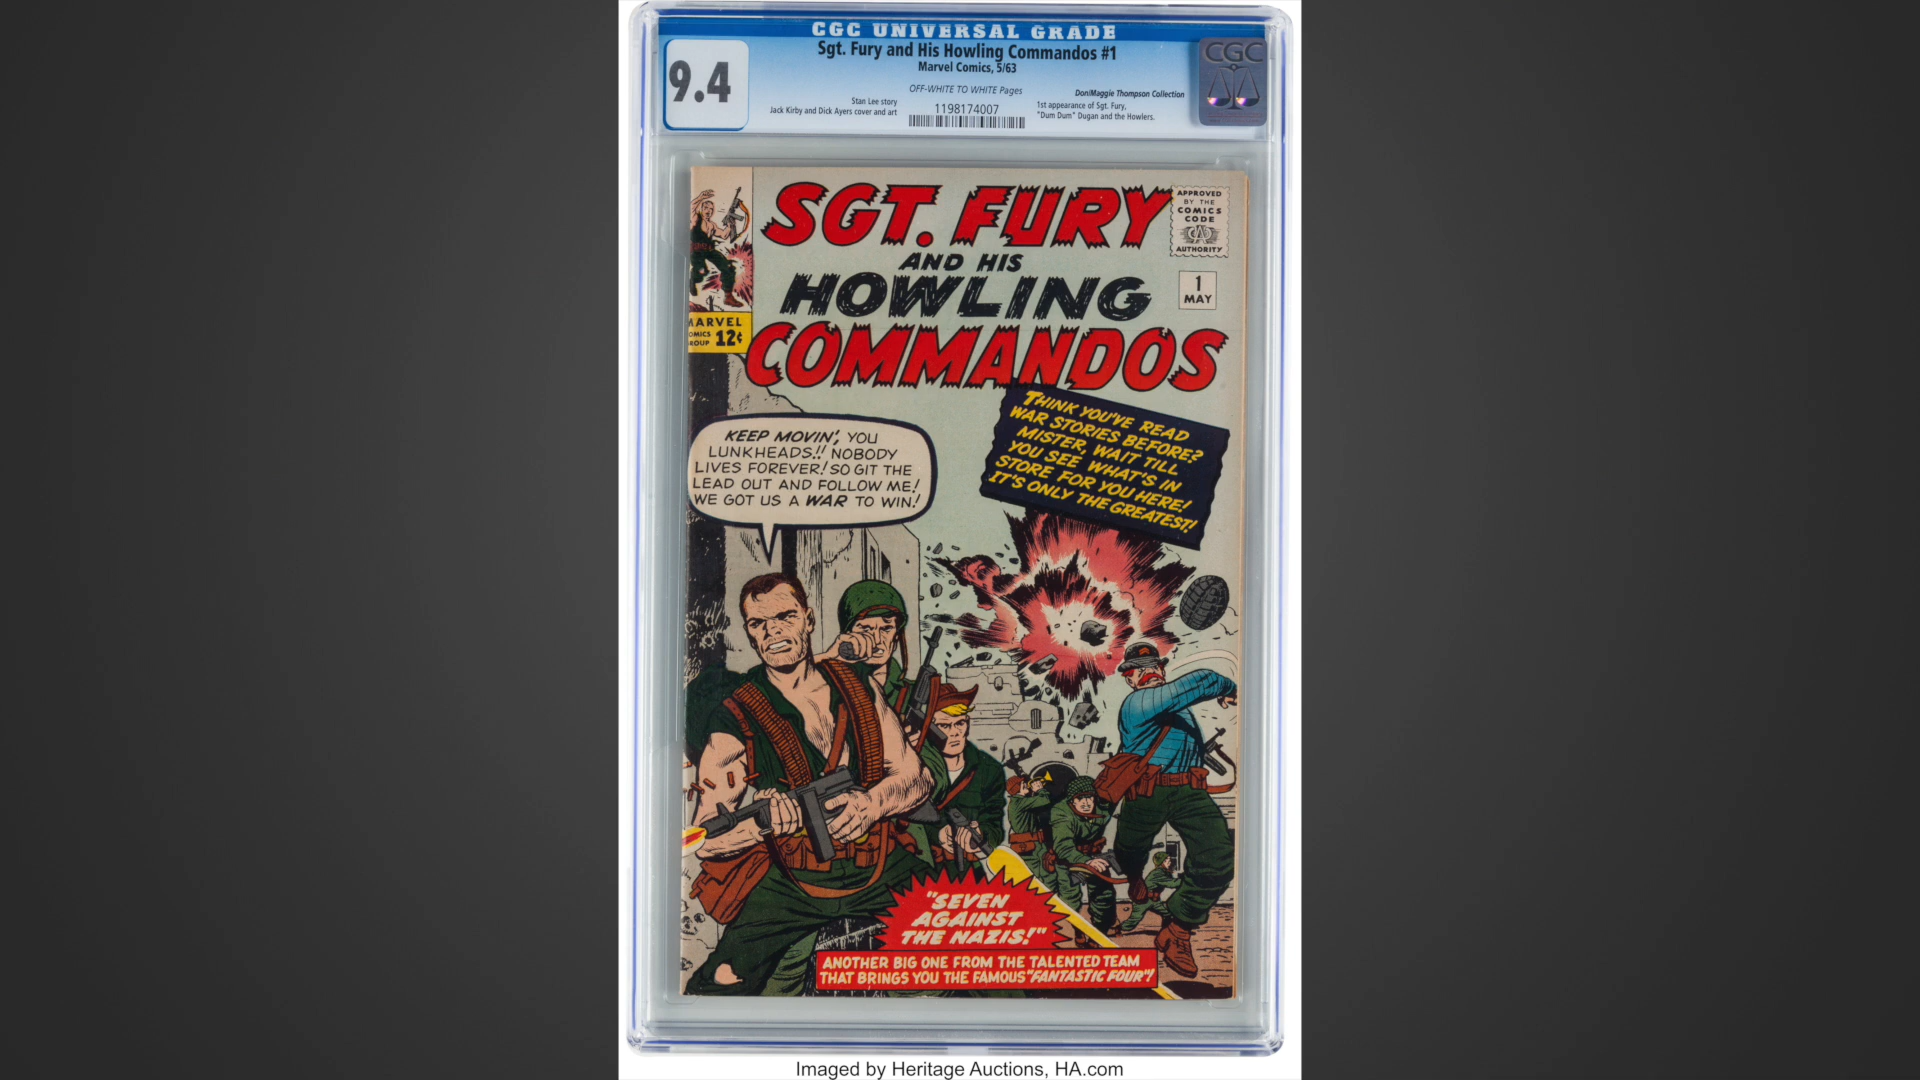 CGC UNIVERSAL GRADE
Sgt. Fury and His Howling Commandos #1
Marvel Comics, 5/63
9.4
CGC
OFF-WHITE TO WHITE Pages
Don/Maggie Thompson Collection
Stan Lee story
Jack Kirby and Dick Ayers cover and art
1198174007
1st appearance of Sgt. Fury,
"Dum Dum" Dugan and the Howlers.
SGT. FURY
AND HIS
HOWLING
COMMANDOS
APPROVED
BY THE
COMICS
CODE
CA
AUTHORITY
1
MAY
MARVEL
COMICS
GROUP 12¢
THINK YOU'VE READ
WAR STORIES BEFORE?
MISTER, WAIT TILL
YOU SEE WHAT'S IN
STORE FOR YOU HERE!
IT'S ONLY THE GREATEST!
KEEP MOVIN', YOU
LUNKHEADS!! NOBODY
LIVES FOREVER! SO GIT THE
LEAD OUT AND FOLLOW ME!
WE GOT US A WAR TO WIN!
"SEVEN
AGAINST
THE NAZIS!"
ANOTHER BIG ONE FROM THE TALENTED TEAM
THAT BRINGS YOU THE FAMOUS "FANTASTIC FOUR"!
Imaged by Heritage Auctions, HA.com